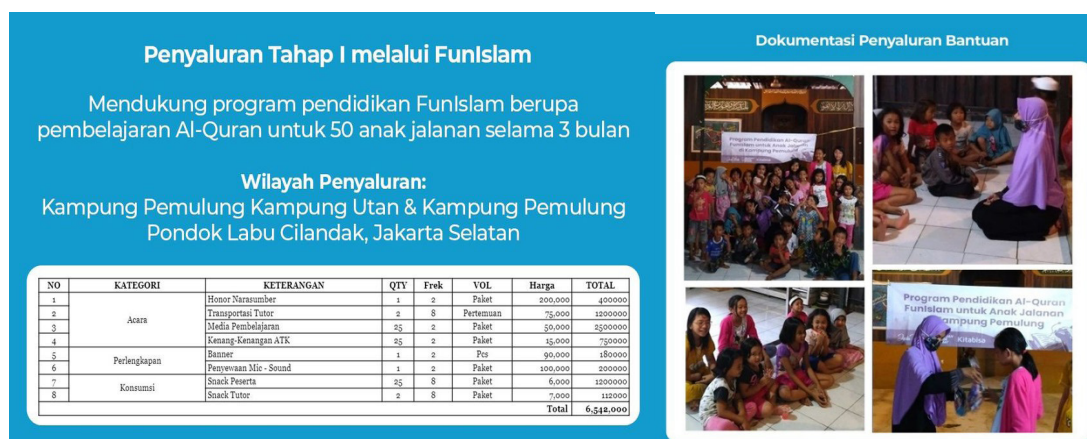 Penyaluran Tahap I melalui FunIslam
Mendukung program pendidikan FunIslam berupa
pembelajaran Al-Quran untuk 50 anak jalanan selama 3 bulan
Wilayah Penyaluran:
Kampung Pemulung Kampung Utan & Kampung Pemulung
Pondok Labu Cilandak, Jakarta Selatan
NO KATEGORI KETERANGAN QTY Frek VOL Harga TOTAL
1 Acara Honor Narasumber 1 2 Paket 200,000 400000
2 Transportasi Tutor 2 8 Pertemuan 75,000 1200000
3 Media Pembelajaran 25 2 Paket 50,000 2500000
4 Kenang-Kenangan ATK 25 2 Paket 15,000 750000
5 Perlengkapan Banner 1 2 Pcs 90,000 180000
6 Penyewaan Mic - Sound 1 2 Paket 100,000 200000
7 Konsumsi Snack Peserta 25 8 Paket 6,000 1200000
8 Snack Tutor 2 8 Paket 7,000 112000
Total 6,542,000
Dokumentasi Penyaluran Bantuan
Program Pendidikan Al-Quran
FunIslam untuk Anak Jalanan
di Kampung Pemulung
Program Pendidikan Al-Quran
FunIslam untuk Anak Jalanan
Kampung Pemulung
Kitabisa